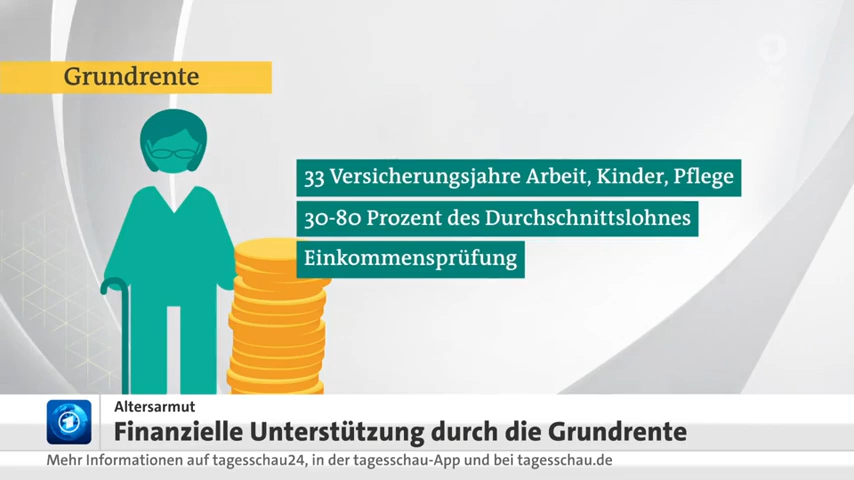 Grundrente
33 Versicherungsjahre Arbeit, Kinder, Pflege
30-80 Prozent des Durchschnittslohnes
Einkommensprüfung
Altersarmut
Finanzielle Unterstützung durch die Grundrente
Mehr Informationen auf tagesschau24, in der tagesschau-App und bei tagesschau.de